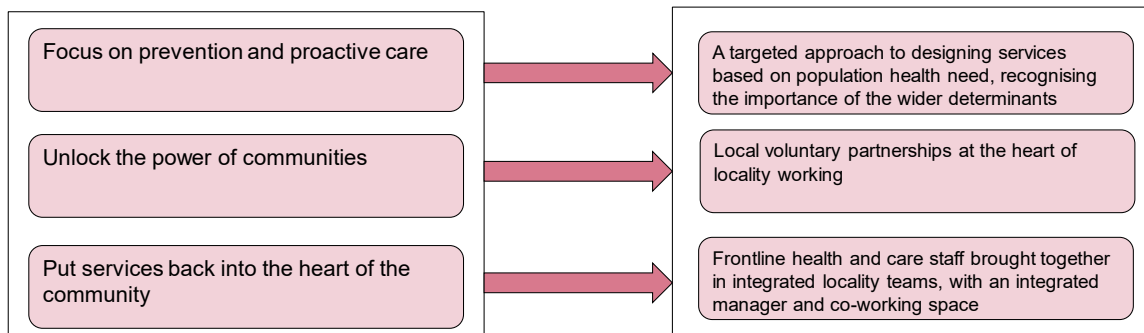 Focus on prevention and proactive care
A targeted approach to designing services
based on population health need, recognising
the importance of the wider determinants
Unlock the power of communities
Local voluntary partnerships at the heart of
locality working
Put services back into the heart of the
community
Frontline health and care staff brought together
in integrated locality teams, with an integrated
manager and co-working space